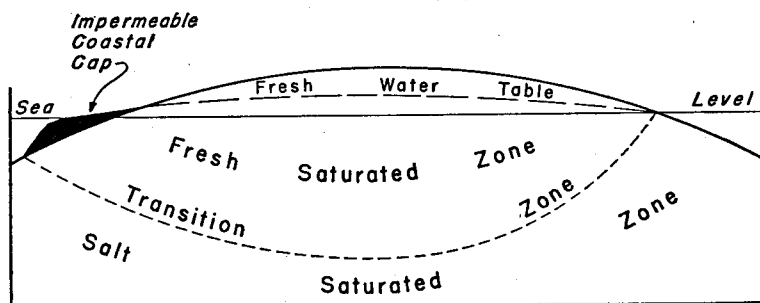 Impermeable
Coastal
Cap
Fresh Water Table
Sea Level
Fresh Saturated Zone
Transition Zone
Salt Saturated Zone